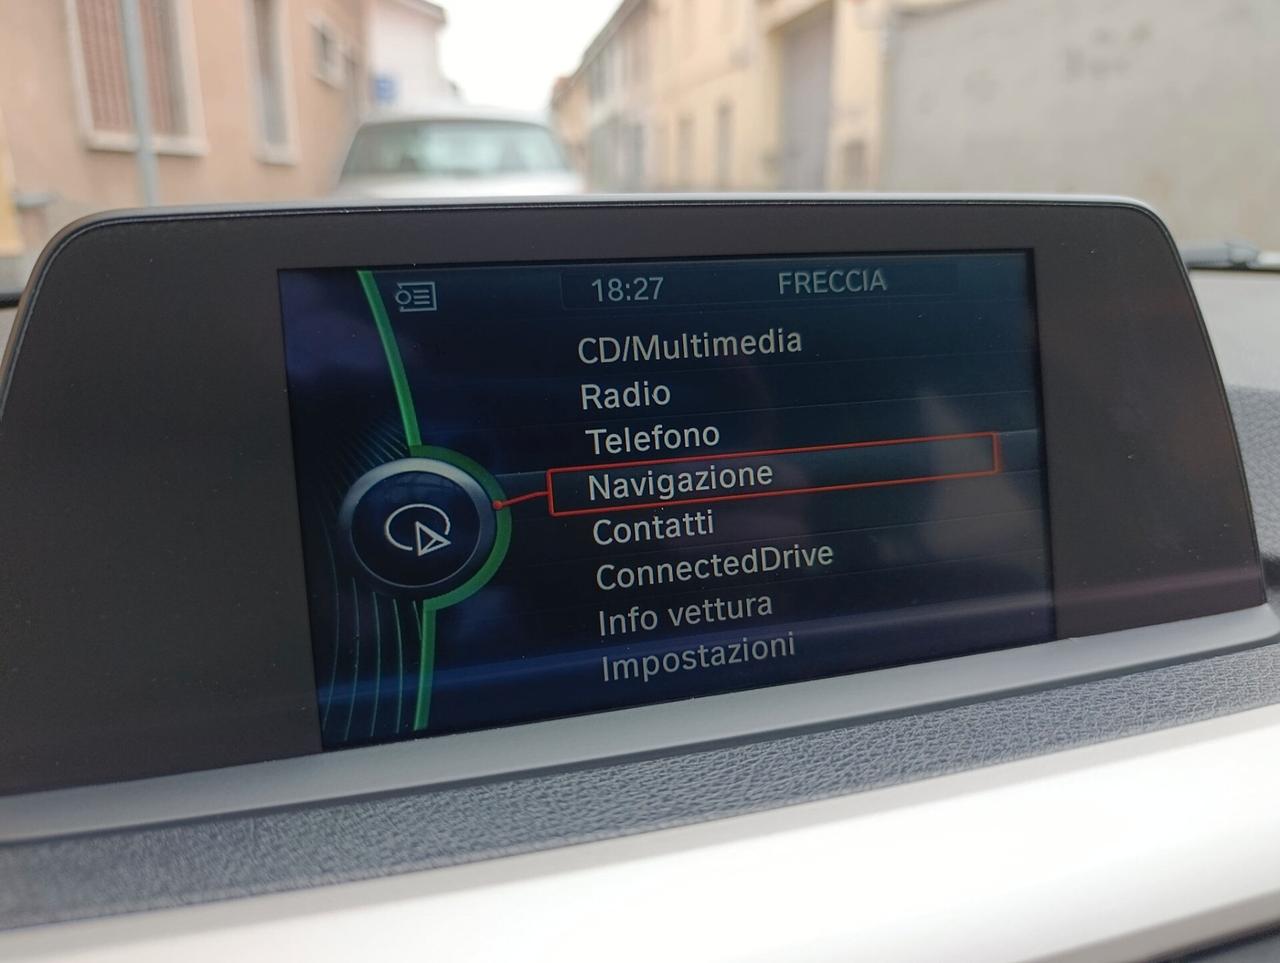 18:27 FRECCIA
CD/Multimedia
Radio
Telefono
Navigazione
Contatti
ConnectedDrive
Info vettura
Impostazioni